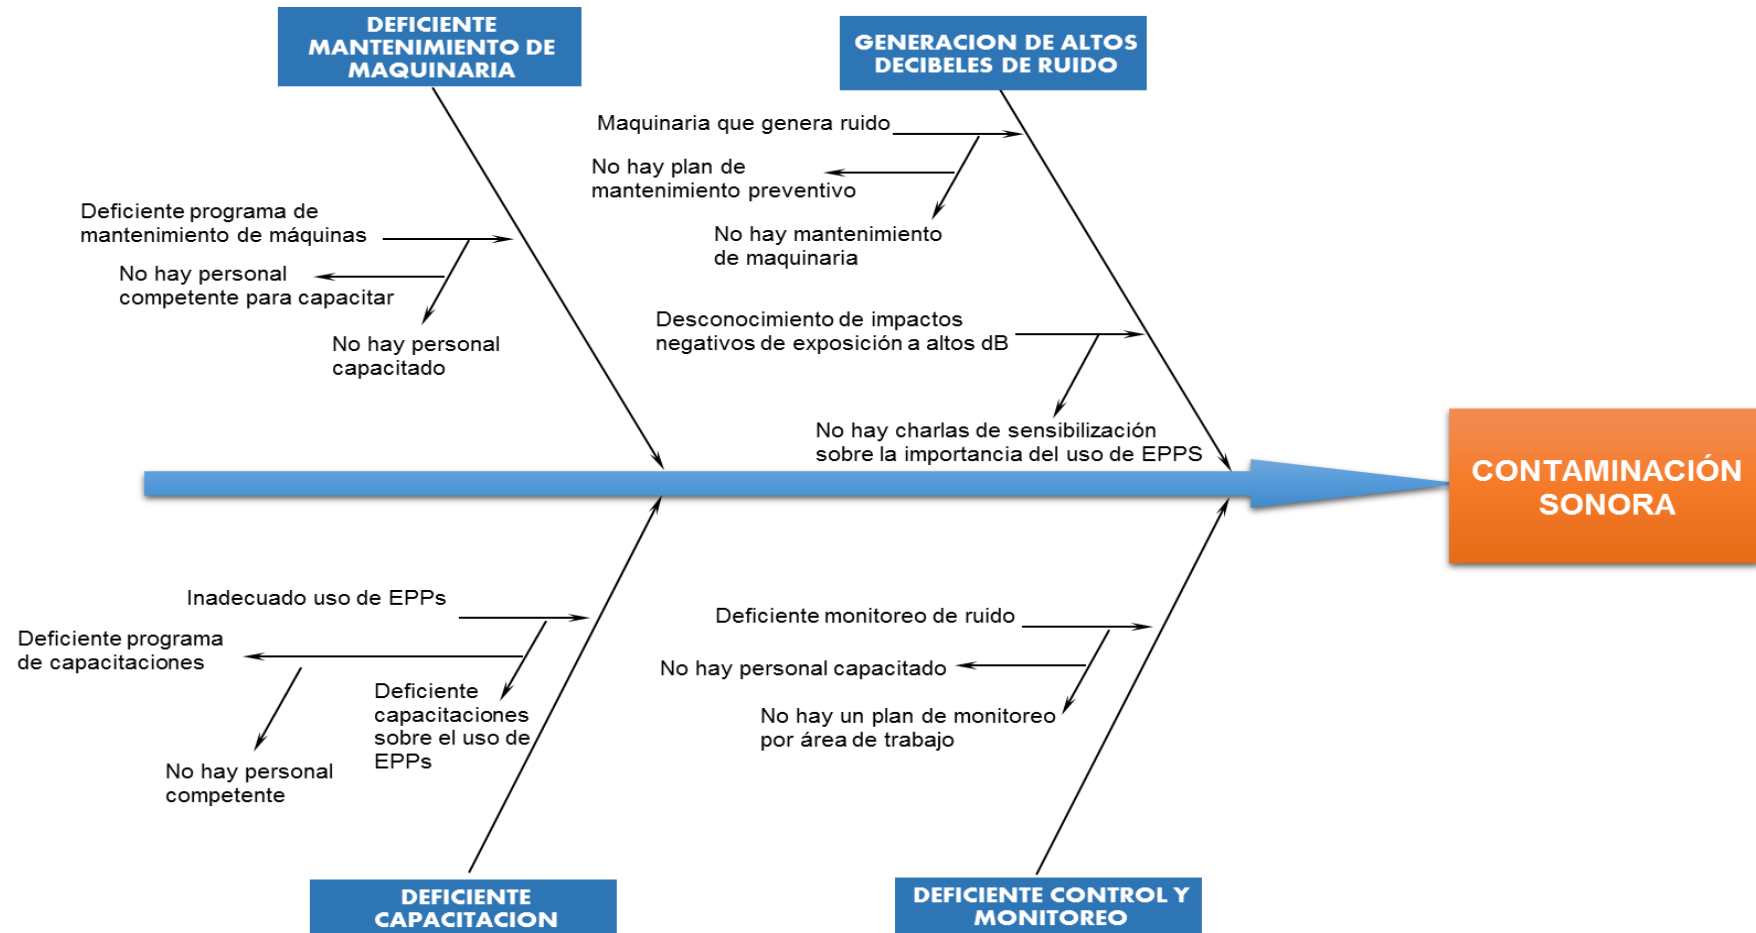 DEFICIENTE
MANTENIMIENTO DE
MAQUINARIA
GENERACION DE ALTOS
DECIBELES DE RUIDO
Maquinaria que genera ruido
No hay plan de
mantenimiento preventivo
No hay mantenimiento
de maquinaria
Deficiente programa de
mantenimiento de máquinas
No hay personal
competente para capacitar
No hay personal
capacitado
Desconocimiento de impactos
negativos de exposición a altos dB
No hay charlas de sensibilización
sobre la importancia del uso de EPPS
CONTAMINACIÓN
SONORA
Inadecuado uso de EPPs
Deficiente programa
de capacitaciones
Deficiente
capacitaciones
sobre el uso de
EPPs
No hay personal
competente
Deficiente monitoreo de ruido
No hay personal capacitado
No hay un plan de monitoreo
por área de trabajo
DEFICIENTE
CAPACITACION
DEFICIENTE CONTROL Y
MONITOREO